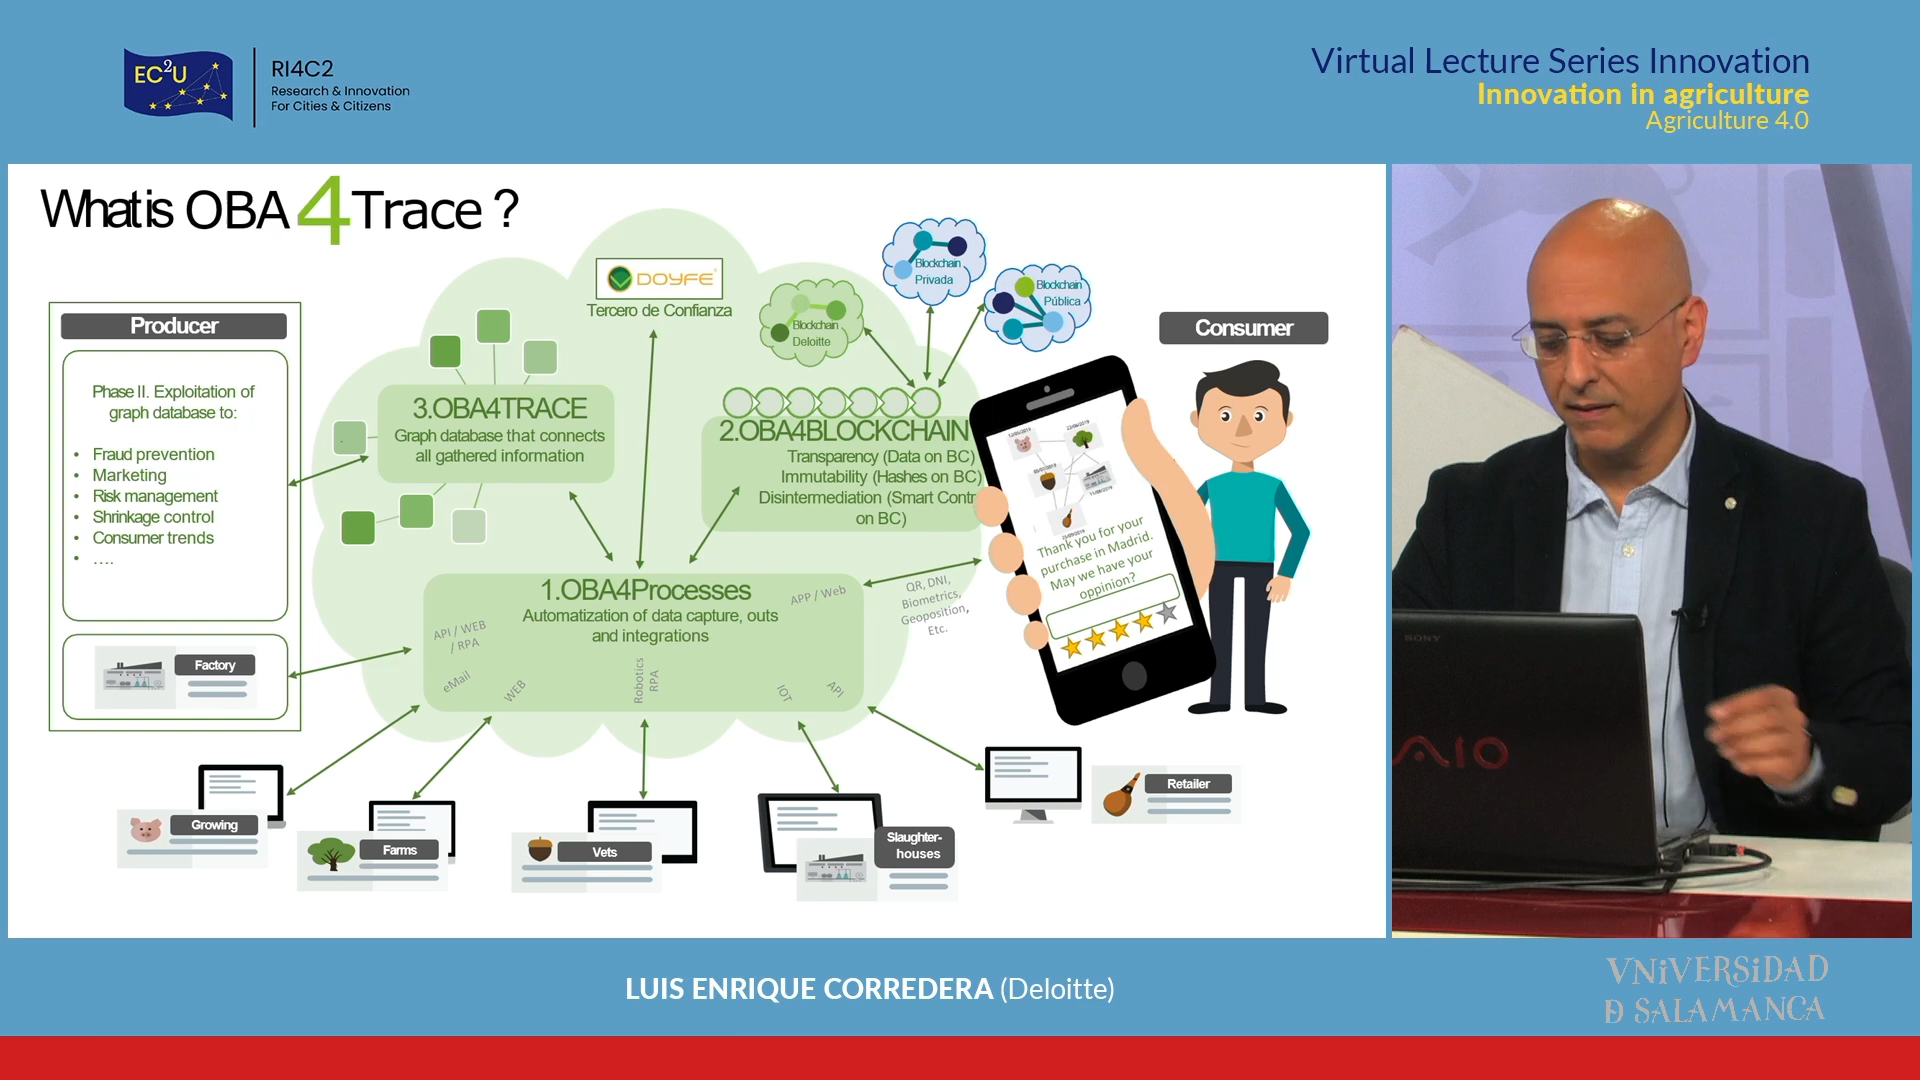 EC2U
RI4C2
Research & Innovation
For Cities & Citizens
Virtual Lecture Series Innovation
Innovation in agriculture
Agriculture 4.0
What is OBA 4 Trace ?
Producer
Phase II. Exploitation of
graph database to:
• Fraud prevention
• Marketing
• Risk management
• Shrinkage control
• Consumer trends
• ….
Factory
DOYFE
Tercero de Confianza
3.OBA4TRACE
Graph database that connects
all gathered information
Blockchain
Deloitte
Blockchain
Privada
Blockchain
Pública
2.OBA4BLOCKCHAIN
Transparency (Data on BC)
Immutability (Hashes on BC)
Disintermediation (Smart Contr
on BC)
1.OBA4Processes
Automatization of data capture, outs
and integrations
APP / Web
API / WEB
/ RPA
eMail
WEB
Robotics
RPA
IOT
API
QR, DNI,
Biometrics,
Geoposition,
Etc.
Consumer
Thank you for your
purchase in Madrid.
May we have your
oppinion?
Growing
Farms
Vets
Slaughter-
houses
Retailer
SONY
VAIO
LUIS ENRIQUE CORREDERA (Deloitte)
VNiVERSiDAD
Ð SALAMANCA